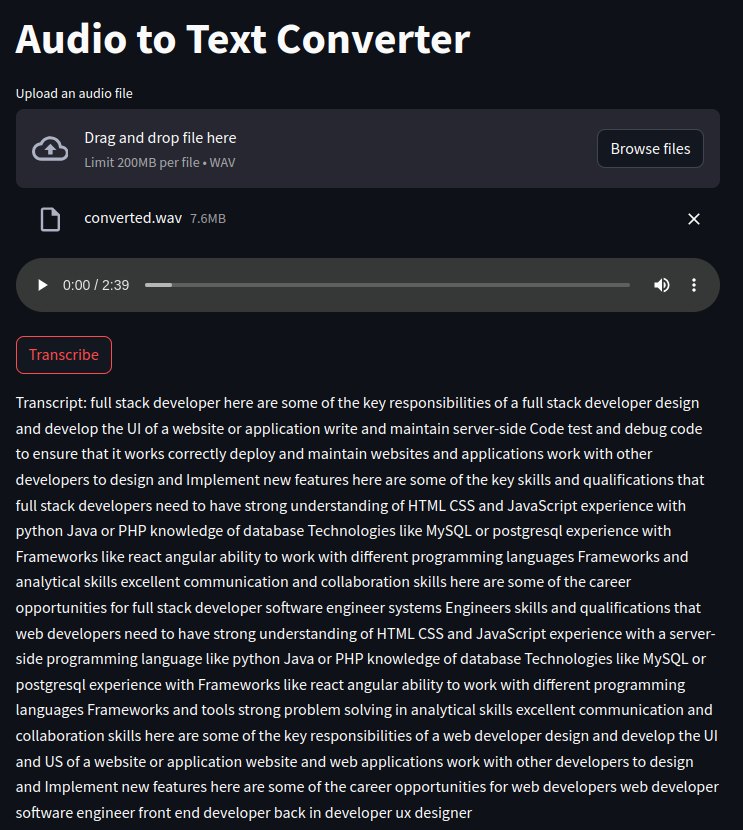 Audio to Text Converter
Upload an audio file
Drag and drop file here
Limit 200MB per file • WAV
Browse files
converted.wav 7.6MB
0:00 / 2:39
Transcribe
Transcript: full stack developer here are some of the key responsibilities of a full stack developer design
and develop the UI of a website or application write and maintain server-side Code test and debug code
to ensure that it works correctly deploy and maintain websites and applications work with other
developers to design and Implement new features here are some of the key skills and qualifications that
full stack developers need to have strong understanding of HTML CSS and JavaScript experience with
python Java or PHP knowledge of database Technologies like MySQL or postgresql experience with
Frameworks like react angular ability to work with different programming languages Frameworks and
analytical skills excellent communication and collaboration skills here are some of the career
opportunities for full stack developer software engineer systems Engineers skills and qualifications that
web developers need to have strong understanding of HTML CSS and JavaScript experience with a server-
side programming language like python Java or PHP knowledge of database Technologies like MySQL or
postgresql experience with Frameworks like react angular ability to work with different programming
languages Frameworks and tools strong problem solving in analytical skills excellent communication and
collaboration skills here are some of the key responsibilities of a web developer design and develop the UI
and US of a website or application website and web applications work with other developers to design
and Implement new features here are some of the career opportunities for web developers web developer
software engineer front end developer back in developer ux designer